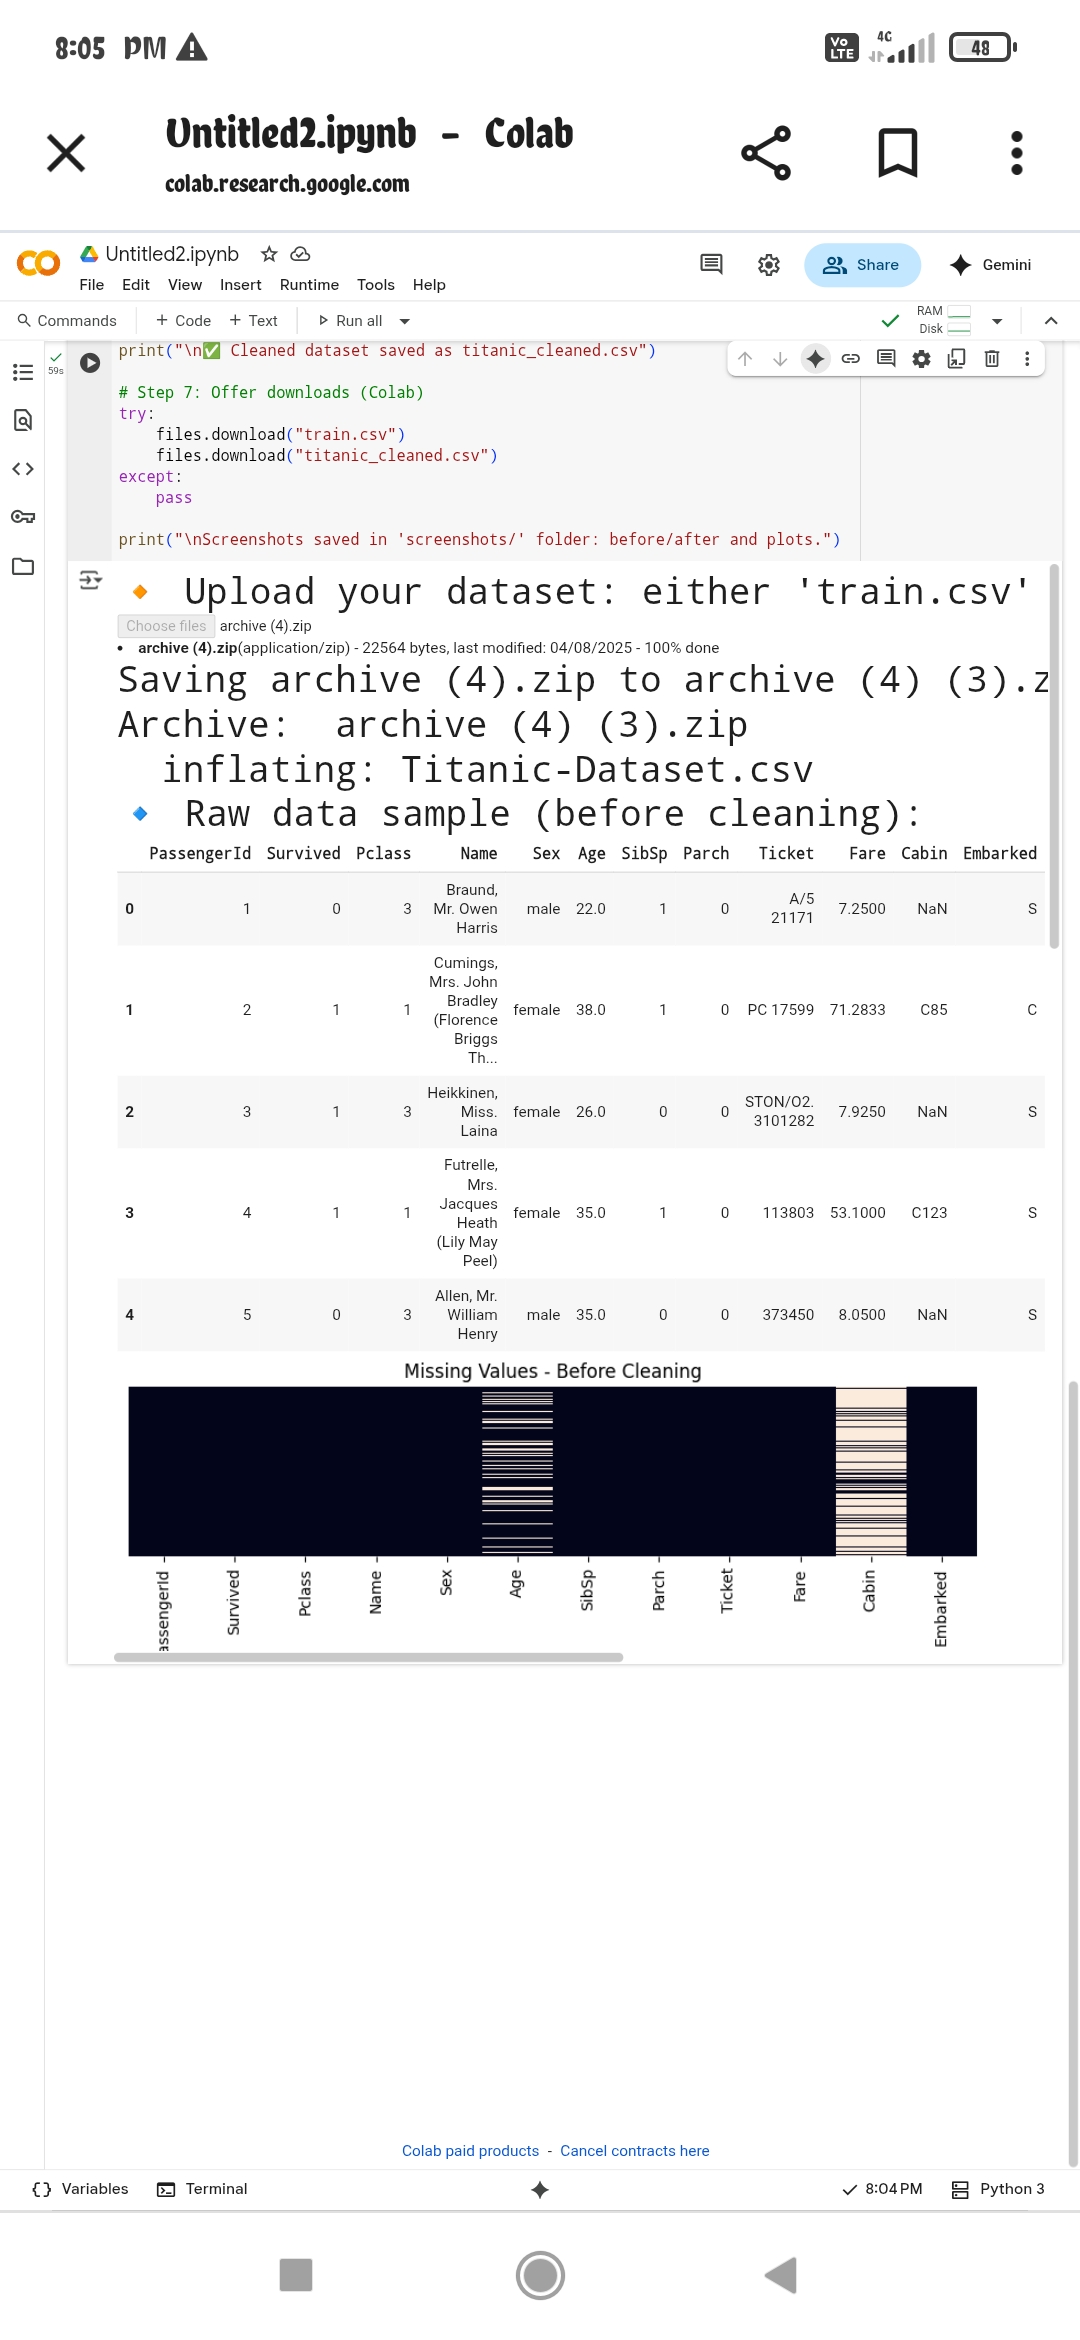 8:05 PM
Vo LTE 4G 48
Untitled2.ipynb - Colab
colab.research.google.com
Untitled2.ipynb
Share
Gemini
File Edit View Insert Runtime Tools Help
Commands + Code + Text Run all
RAM
Disk
59s
print("\n✅ Cleaned dataset saved as titanic_cleaned.csv")
# Step 7: Offer downloads (Colab)
try:
    files.download("train.csv")
    files.download("titanic_cleaned.csv")
except:
    pass
print("\nScreenshots saved in 'screenshots/' folder: before/after and plots.")
🔸 Upload your dataset: either 'train.csv'
Choose files archive (4).zip
• archive (4).zip(application/zip) - 22564 bytes, last modified: 04/08/2025 - 100% done
Saving archive (4).zip to archive (4) (3).z
Archive:  archive (4) (3).zip
  inflating: Titanic-Dataset.csv
🔹 Raw data sample (before cleaning):
PassengerId Survived Pclass Name Sex Age SibSp Parch Ticket Fare Cabin Embarked
0 1 0 3 Braund, Mr. Owen Harris male 22.0 1 0 A/5 21171 7.2500 NaN S
1 2 1 1 Cumings, Mrs. John Bradley (Florence Briggs Th... female 38.0 1 0 PC 17599 71.2833 C85 C
2 3 1 3 Heikkinen, Miss. Laina female 26.0 0 0 STON/O2. 3101282 7.9250 NaN S
3 4 1 1 Futrelle, Mrs. Jacques Heath (Lily May Peel) female 35.0 1 0 113803 53.1000 C123 S
4 5 0 3 Allen, Mr. William Henry male 35.0 0 0 373450 8.0500 NaN S
Missing Values - Before Cleaning
assengerId Survived Pclass Name Sex Age SibSp Parch Ticket Fare Cabin Embarked
Colab paid products - Cancel contracts here
Variables Terminal
8:04 PM Python 3